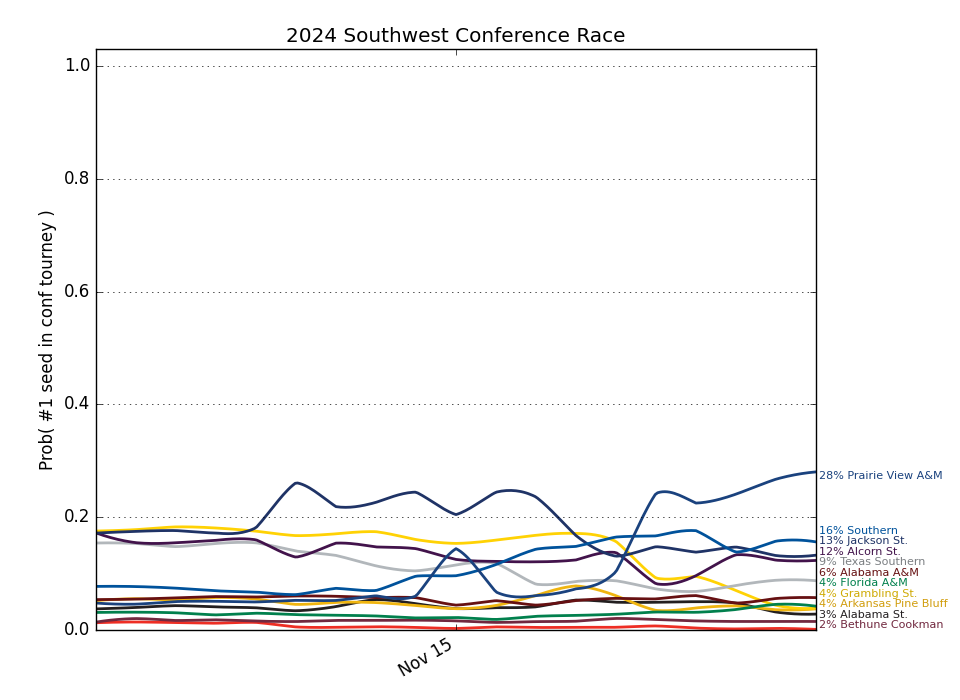 2024 Southwest Conference Race
Prob( #1 seed in conf tourney )
1.0
0.8
0.6
0.4
0.2
0.0
Nov 15
28% Prairie View A&M
16% Southern
13% Jackson St.
12% Alcorn St.
9% Texas Southern
6% Alabama A&M
4% Florida A&M
4% Grambling St.
4% Arkansas Pine Bluff
3% Alabama St.
2% Bethune Cookman